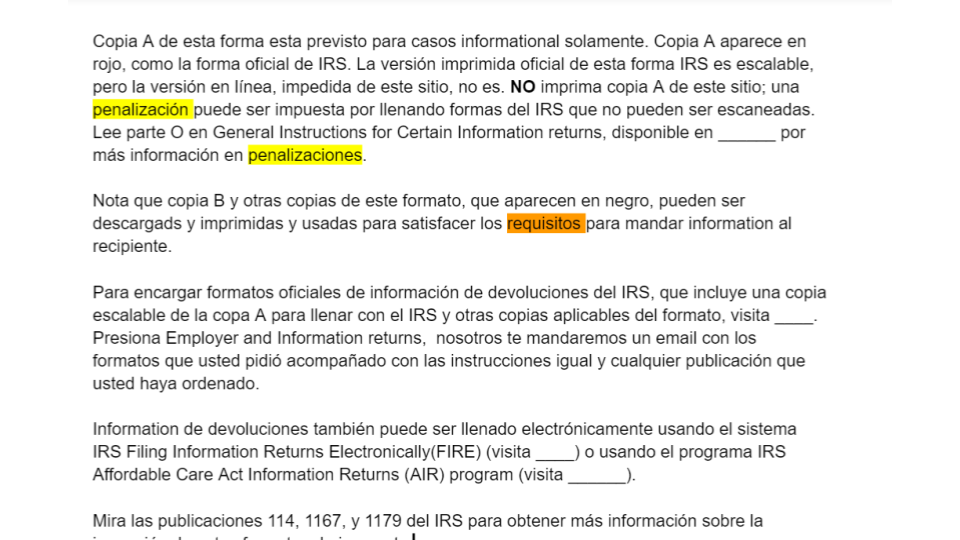 Copia A de esta forma esta previsto para casos informational solamente. Copia A aparece en
rojo, como la forma oficial de IRS. La versión imprimida oficial de esta forma IRS es escalable,
pero la versión en línea, impedida de este sitio, no es. NO imprima copia A de este sitio; una
penalización puede ser impuesta por llenando formas del IRS que no pueden ser escaneadas.
Lee parte O en General Instructions for Certain Information returns, disponible en ______ por
más información en penalizaciones.
Nota que copia B y otras copias de este formato, que aparecen en negro, pueden ser
descargads y imprimidas y usadas para satisfacer los requisitos para mandar information al
recipiente.
Para encargar formatos oficiales de información de devoluciones del IRS, que incluye una copia
escalable de la copa A para llenar con el IRS y otras copias aplicables del formato, visita ____.
Presiona Employer and Information returns, nosotros te mandaremos un email con los
formatos que usted pidió acompañado con las instrucciones igual y cualquier publicación que
usted haya ordenado.
Information de devoluciones también puede ser llenado electrónicamente usando el sistema
IRS Filing Information Returns Electronically(FIRE) (visita ____) o usando el programa IRS
Affordable Care Act Information Returns (AIR) program (visita ______).
Mira las publicaciones 114, 1167, y 1179 del IRS para obtener más información sobre la